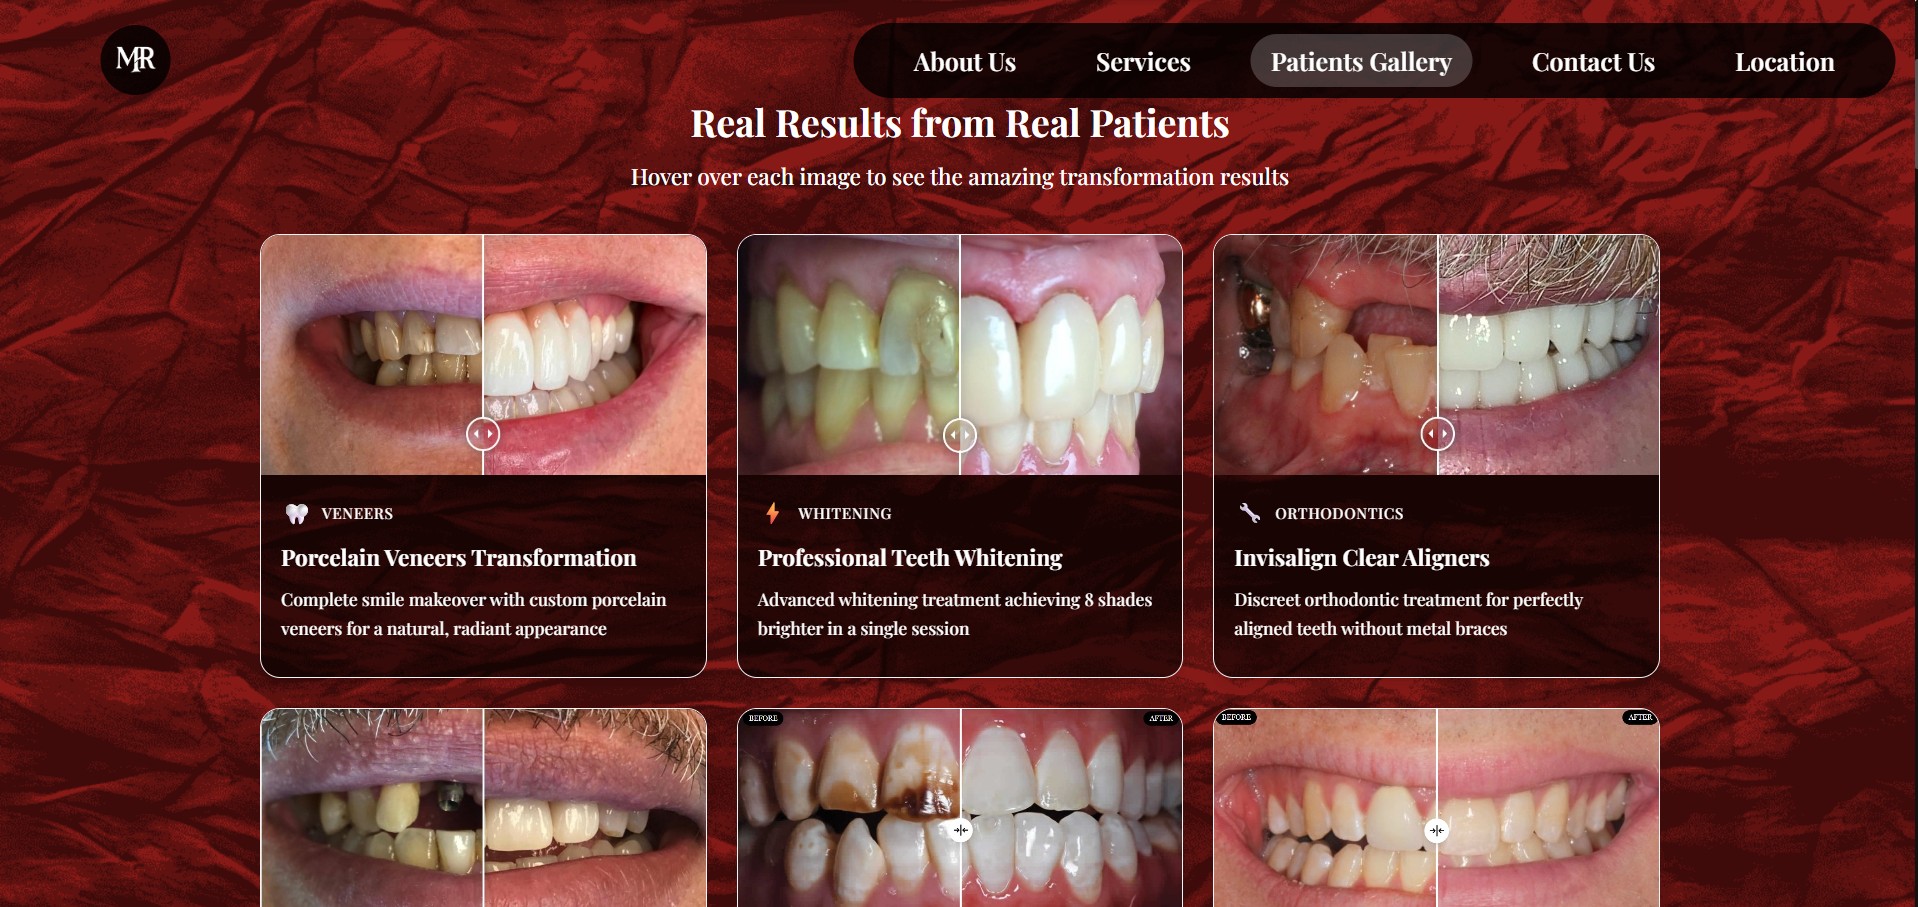 MR
About Us
Services
Patients Gallery
Contact Us
Location
Real Results from Real Patients
Hover over each image to see the amazing transformation results
VENEERS
Porcelain Veneers Transformation
Complete smile makeover with custom porcelain
veneers for a natural, radiant appearance
WHITENING
Professional Teeth Whitening
Advanced whitening treatment achieving 8 shades
brighter in a single session
ORTHODONTICS
Invisalign Clear Aligners
Discreet orthodontic treatment for perfectly
aligned teeth without metal braces
BEFORE
AFTER
BEFORE
AFTER